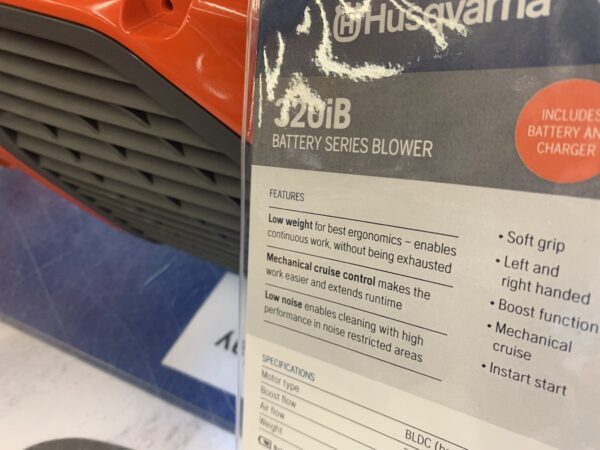 Husqvarna
320iB
BATTERY SERIES BLOWER
INCLUDES
BATTERY AN
CHARGER
FEATURES
Low weight for best ergonomics – enables
continuous work, without being exhausted
Mechanical cruise control makes the
work easier and extends runtime
Low noise enables cleaning with high
performance in noise restricted areas
• Soft grip
• Left and
right handed
• Boost function
• Mechanical
cruise
• Instart start
SPECIFICATIONS
Motor type
BLDC
Boost flow
Air flow
Weight